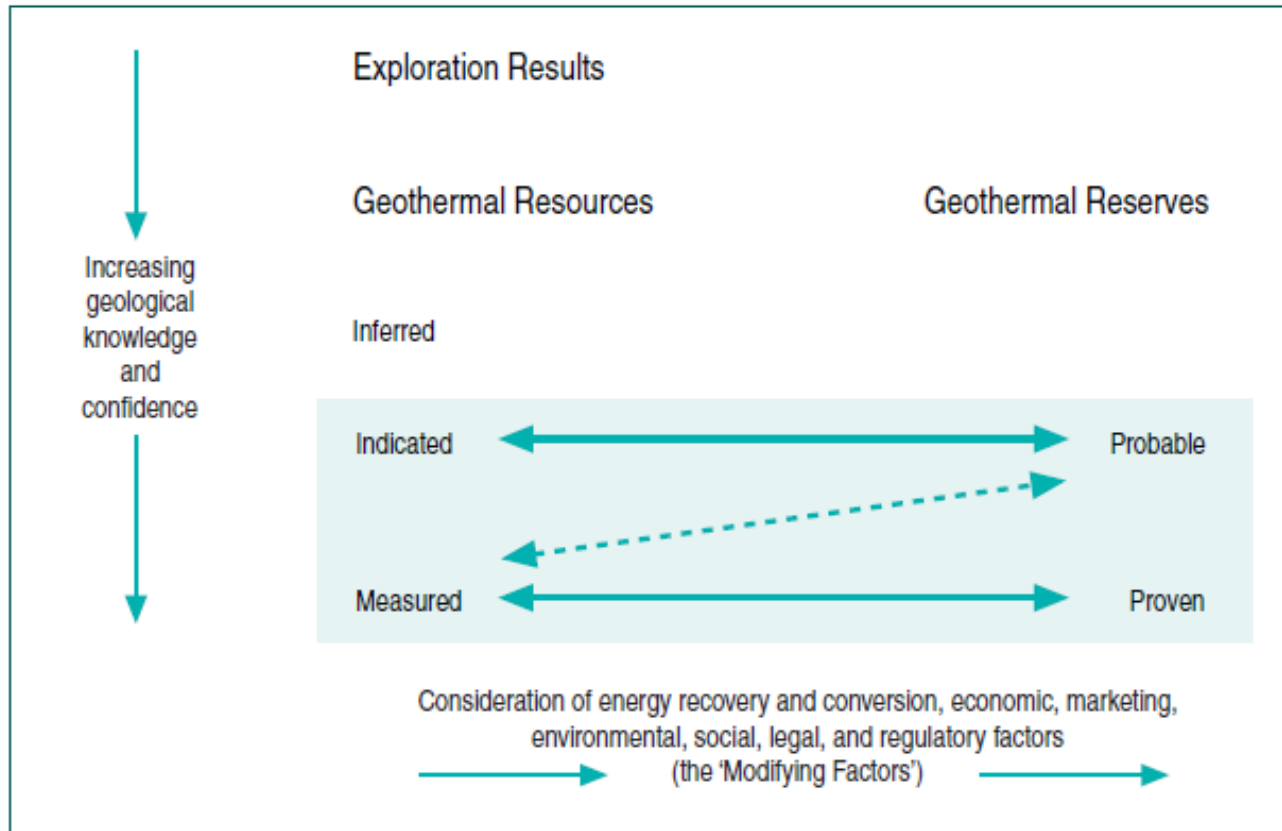 Exploration Results
Geothermal Resources
Geothermal Reserves
Increasing
geological
knowledge
and
confidence
Inferred
Indicated
Probable
Measured
Proven
Consideration of energy recovery and conversion, economic, marketing,
environmental, social, legal, and regulatory factors
(the ‘Modifying Factors’)